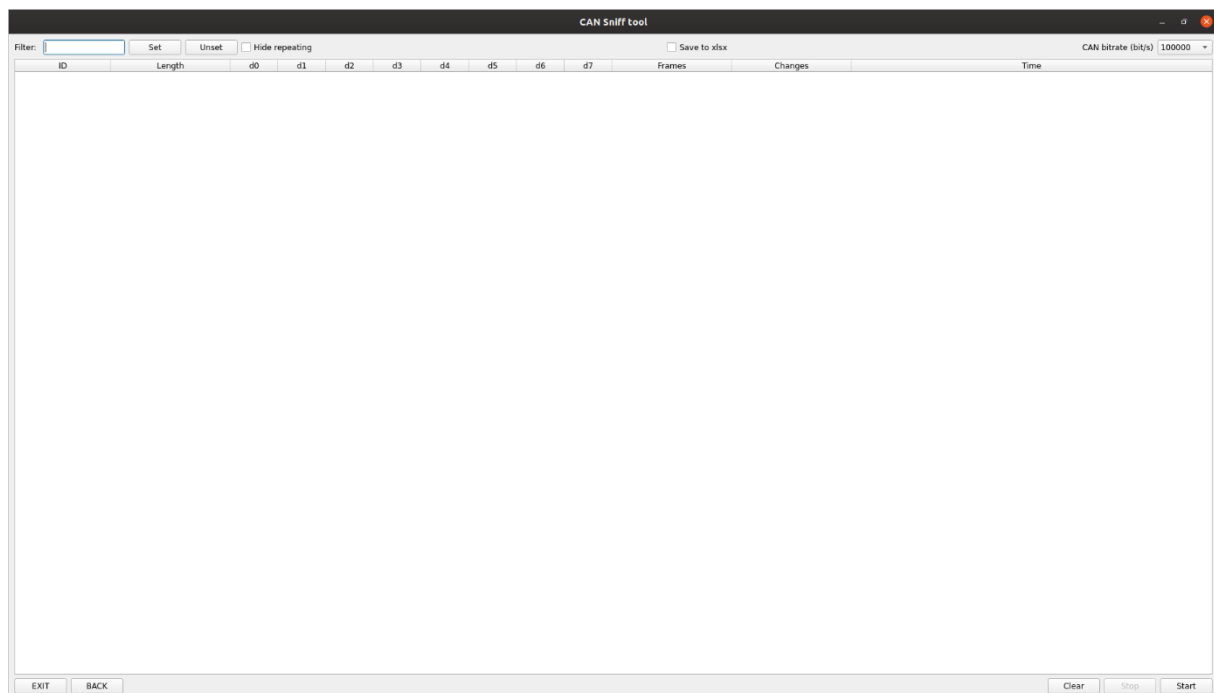 CAN Sniff tool
Filter: Set Unset Hide repeating Save to xlsx CAN bitrate (bit/s) 100000
ID Length d0 d1 d2 d3 d4 d5 d6 d7 Frames Changes Time
EXIT BACK Clear Stop Start